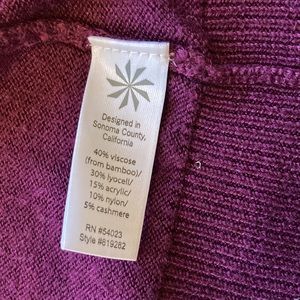 Designed in
Sonoma County,
California
40% viscose
(from bamboo)/
30% lyocell/
15% acrylic/
10% nylon/
5% cashmere
RN #54023
Style #819282